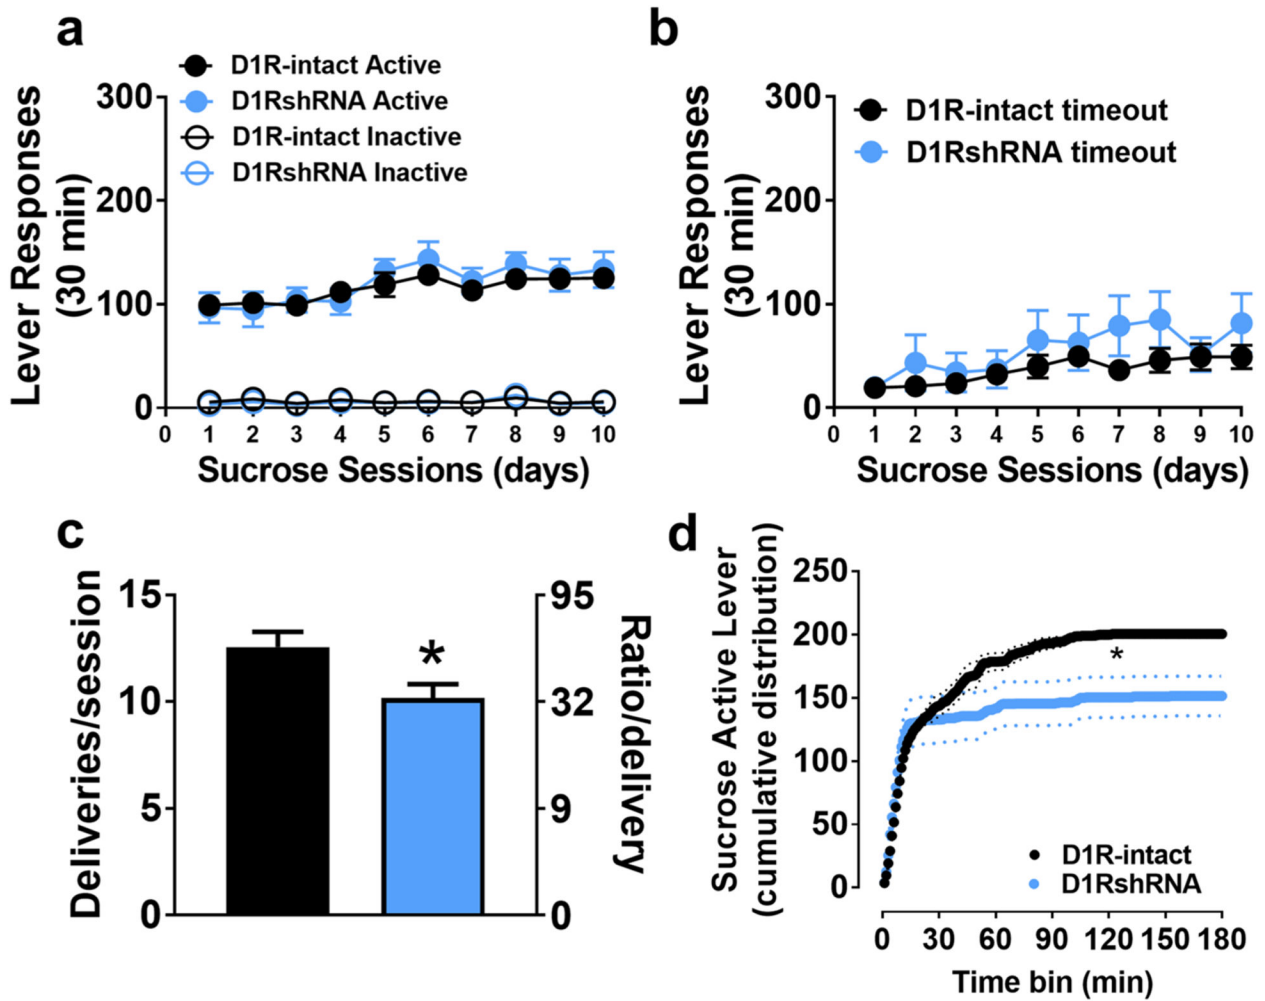 a
D1R-intact Active
D1RshRNA Active
D1R-intact Inactive
D1RshRNA Inactive
Lever Responses
(30 min)
300
200
100
0
0 1 2 3 4 5 6 7 8 9 10
Sucrose Sessions (days)
b
D1R-intact timeout
D1RshRNA timeout
Lever Responses
(30 min)
300
200
100
0
0 1 2 3 4 5 6 7 8 9 10
Sucrose Sessions (days)
c
Deliveries/session
15
10
5
0
*
95
32
9
0
Ratio/delivery
d
Sucrose Active Lever
(cumulative distribution)
250
200
150
100
50
0
*
D1R-intact
D1RshRNA
0 30 60 90 120 150 180
Time bin (min)